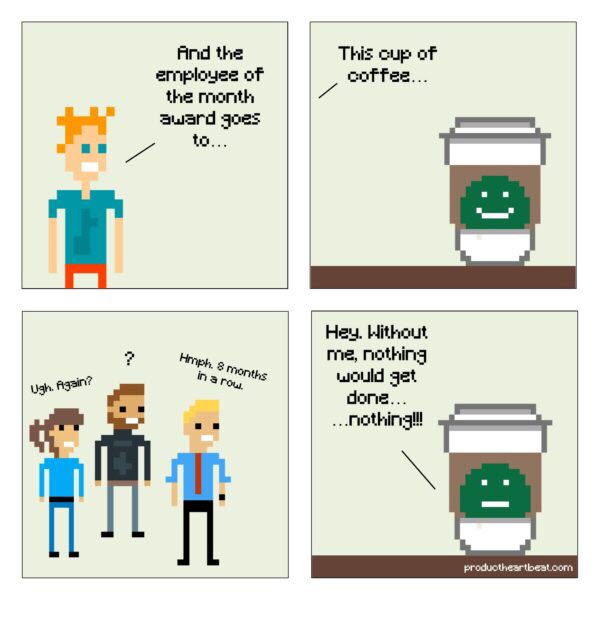 And the
employee of
the month
award goes
to...
This cup of
coffee...
Ugh. Again?
?
Hmph. 8 months
in a row.
Hey. Without
me, nothing
would get
done...
...nothing!!!
productheartbeat.com